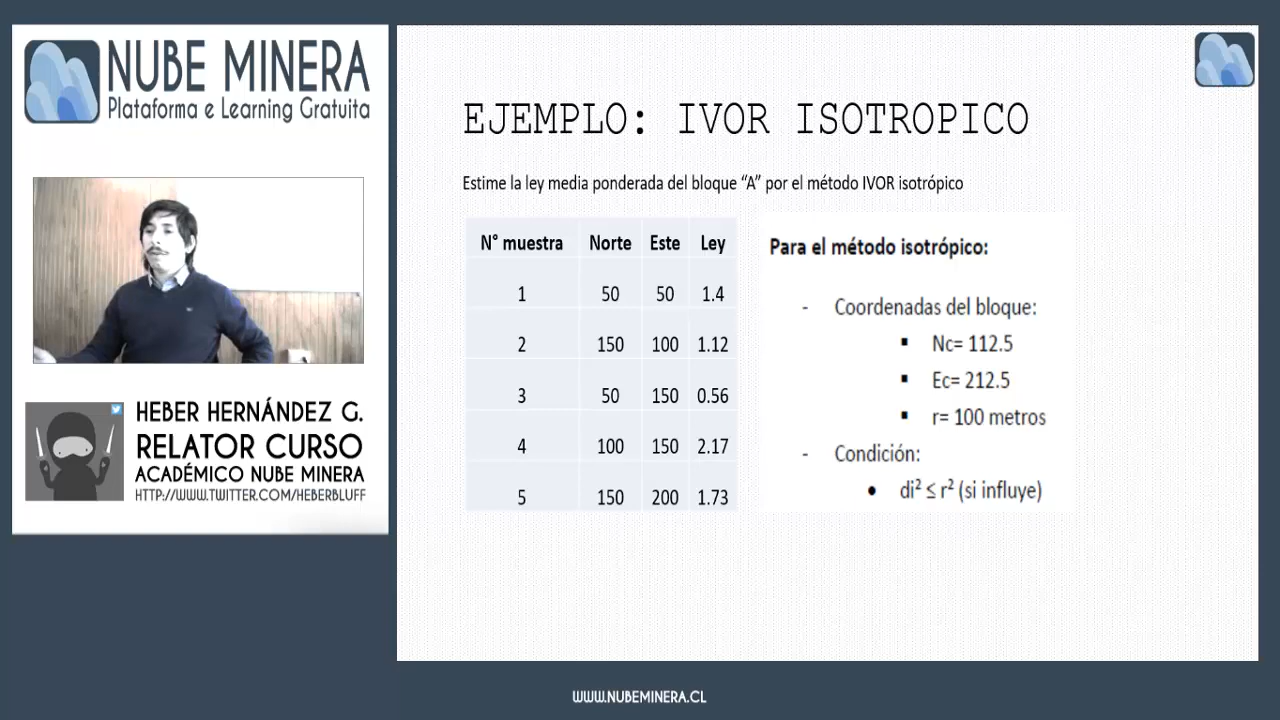 NUBE MINERA
Plataforma e Learning Gratuita
HEBER HERNÁNDEZ G.
RELATOR CURSO
ACADÉMICO NUBE MINERA
HTTP://WWW.TWITTER.COM/HEBERBLUFF
EJEMPLO: IVOR ISOTROPICO
Estime la ley media ponderada del bloque “A” por el método IVOR isotrópico
N° muestra Norte Este Ley
1 50 50 1.4
2 150 100 1.12
3 50 150 0.56
4 100 150 2.17
5 150 200 1.73
Para el método isotrópico:
- Coordenadas del bloque:
▪ Nc= 112.5
▪ Ec= 212.5
▪ r= 100 metros
- Condición:
• di² ≤ r² (si influye)
WWW.NUBEMINERA.CL